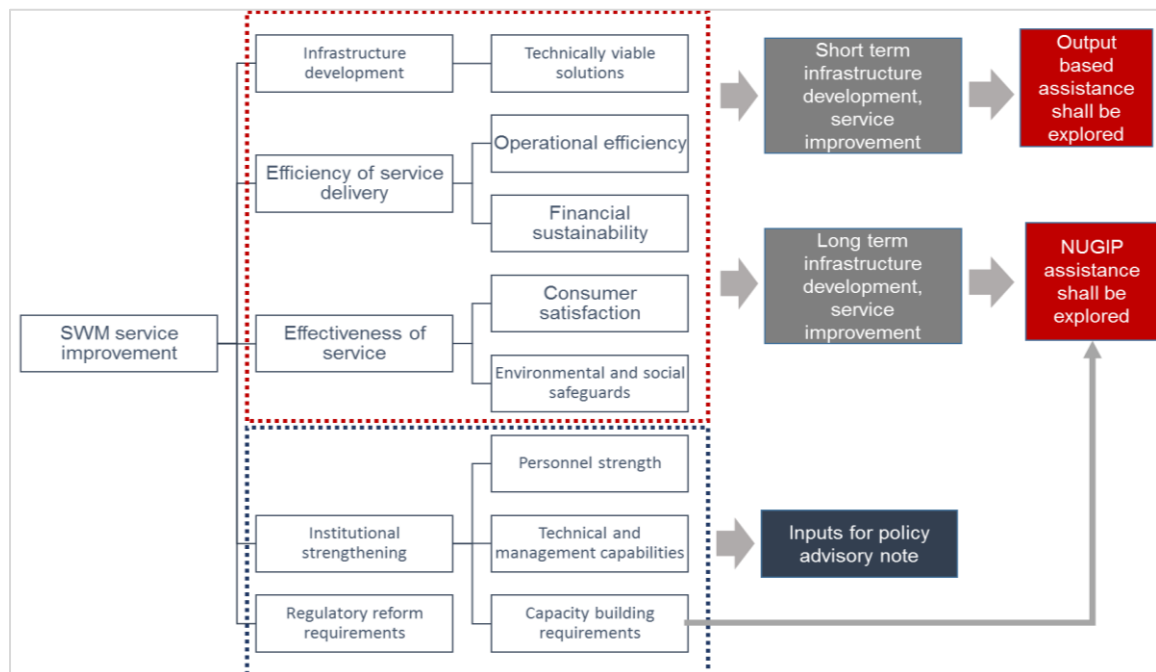 Infrastructure
development
Technically viable
solutions
Short term
infrastructure
development,
service
improvement
Output
based
assistance
shall be
explored
Efficiency of service
delivery
Operational efficiency
Financial
sustainability
Long term
infrastructure
development,
service
improvement
NUGIP
assistance
shall be
explored
SWM service
improvement
Effectiveness of
service
Consumer
satisfaction
Environmental and social
safeguards
Institutional
strengthening
Personnel strength
Technical and
management capabilities
Inputs for policy
advisory note
Regulatory reform
requirements
Capacity building
requirements